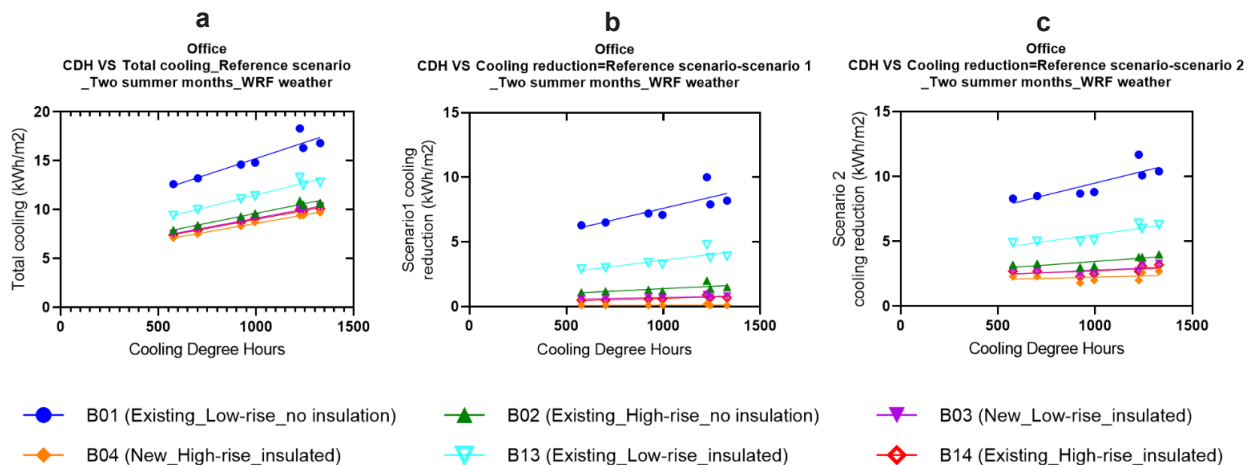 a
Office
CDH VS Total cooling_Reference scenario
_Two summer months_WRF weather
Total cooling (kWh/m2)
20
15
10
5
0
0
500
1000
1500
Cooling Degree Hours
b
Office
CDH VS Cooling reduction=Reference scenario-scenario 1
_Two summer months_WRF weather
Scenario1 cooling
reduction (kWh/m2)
15
10
5
0
0
500
1000
1500
Cooling Degree Hours
c
Office
CDH VS Cooling reduction=Reference scenario-scenario 2
_Two summer months_WRF weather
Scenario 2
cooling reduction (kWh/m2)
15
10
5
0
0
500
1000
1500
Cooling Degree Hours
B01 (Existing_Low-rise_no insulation)
B02 (Existing_High-rise_no insulation)
B03 (New_Low-rise_insulated)
B04 (New_High-rise_insulated)
B13 (Existing_Low-rise_insulated)
B14 (Existing_High-rise_insulated)